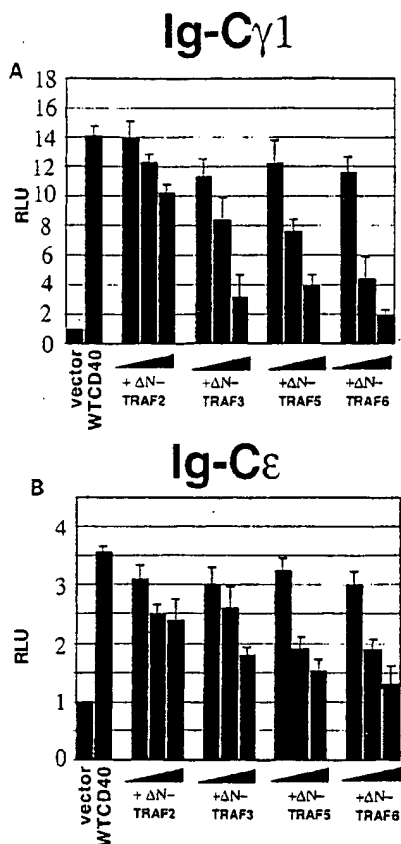 Ig-Cγ1
A
18
16
14
12
10
8
6
4
2
0
RLU
vector
WTCD40
+ ΔN–
TRAF2
+ΔN–
TRAF3
+ΔN–
TRAF5
+ΔN–
TRAF6
Ig-Cε
B
4
3
2
1
0
RLU
vector
WTCD40
+ ΔN–
TRAF2
+ΔN–
TRAF3
+ΔN–
TRAF5
+ΔN–
TRAF6